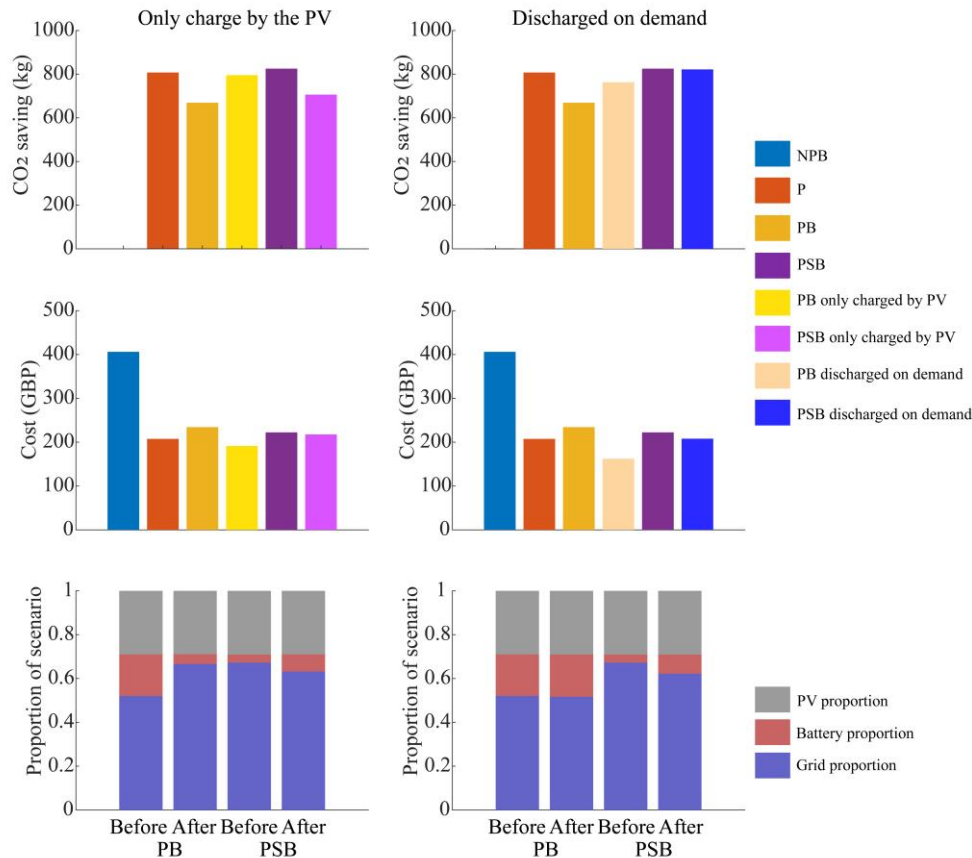 Only charge by the PV
Discharged on demand
1000
800
600
400
200
0
CO2 saving (kg)
1000
800
600
400
200
0
CO2 saving (kg)
500
400
300
200
100
0
Cost (GBP)
500
400
300
200
100
0
Cost (GBP)
NPB
P
PB
PSB
PB only charged by PV
PSB only charged by PV
PB discharged on demand
PSB discharged on demand
1
0.8
0.6
0.4
0.2
0
Proportion of scenario
Before After Before After
PB PSB
1
0.8
0.6
0.4
0.2
0
Proportion of scenario
Before After Before After
PB PSB
PV proportion
Battery proportion
Grid proportion